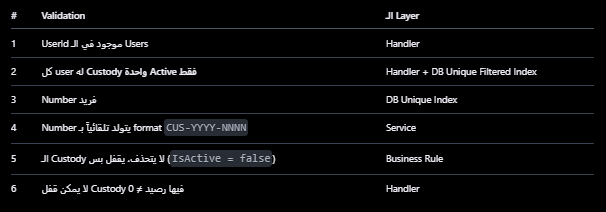 # Validation الـ Layer
1 UserId موجود في الـ Users Handler
2 كل user له Custody واحدة Active فقط Handler + DB Unique Filtered Index
3 Number فريد DB Unique Index
4 Number يتولد تلقائياً بـ format CUS-YYYY-NNNN Service
5 الـ Custody لا يتحذف، يقفل بس (IsActive = false) Business Rule
6 لا يمكن قفل Custody فيها رصيد ≠ 0 Handler